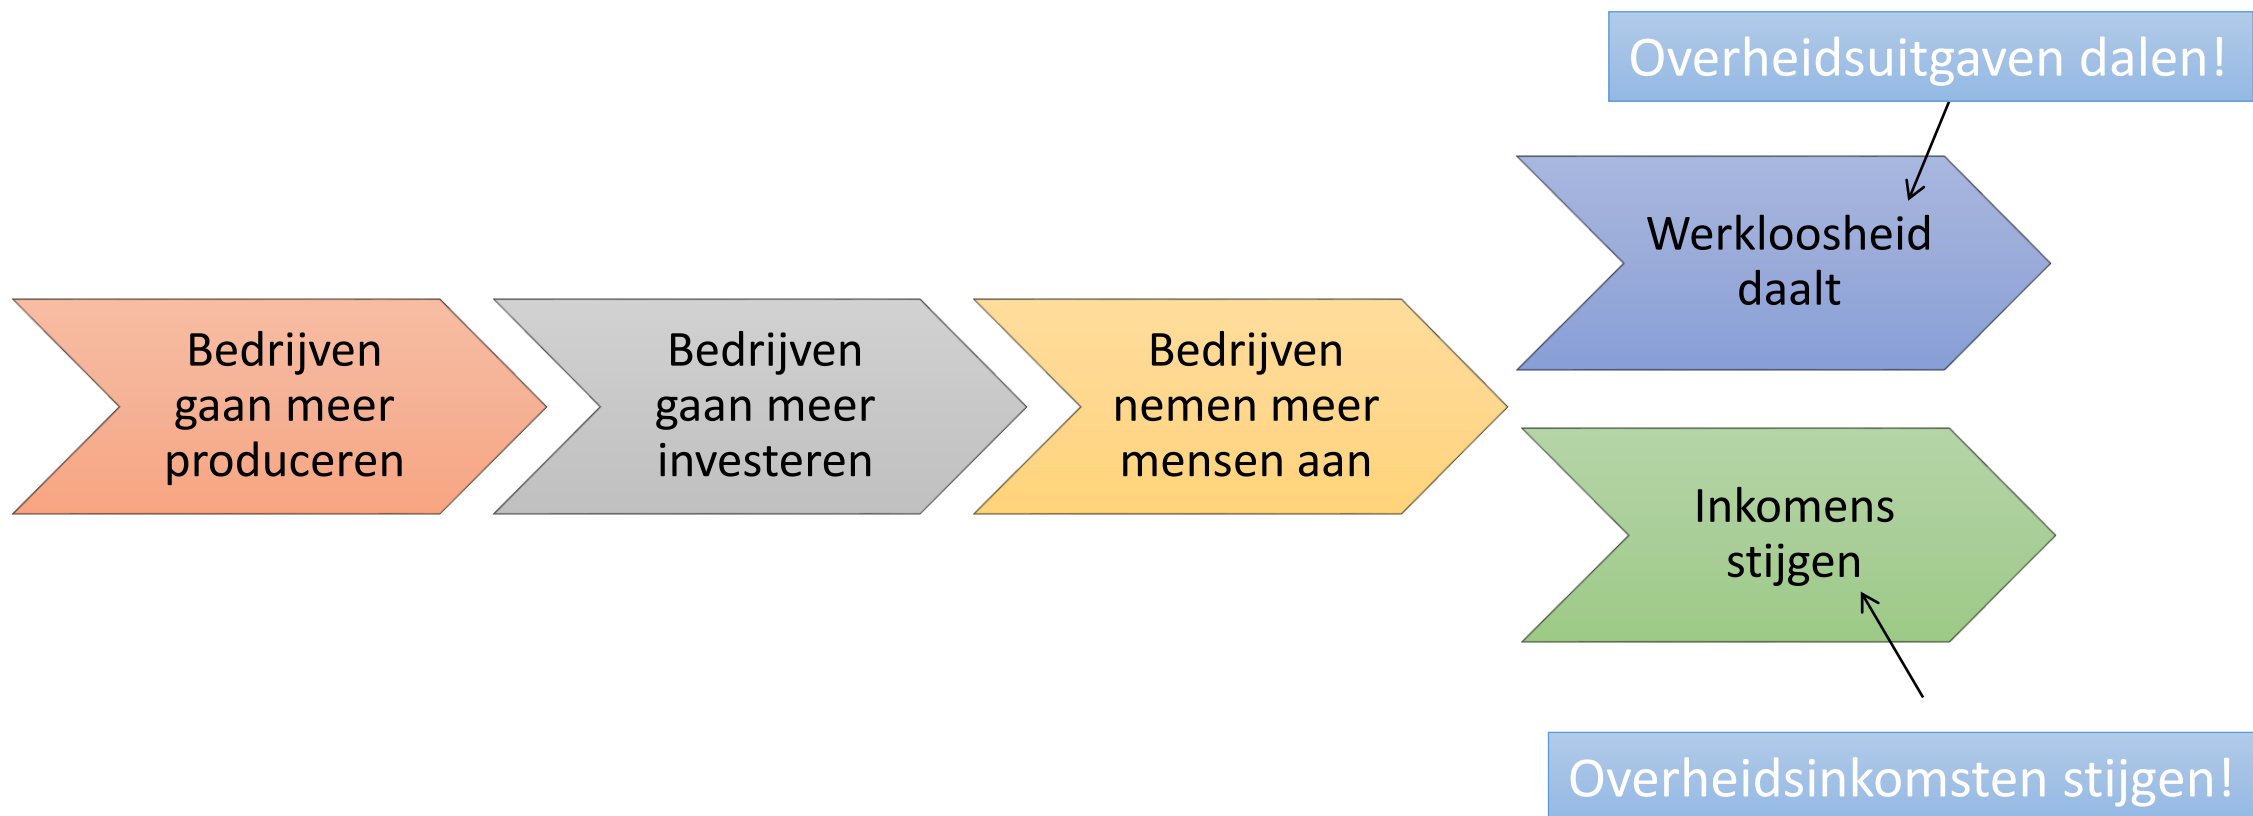 Overheidsuitgaven dalen!
Werkloosheid
daalt
Bedrijven
gaan meer
produceren
Bedrijven
gaan meer
investeren
Bedrijven
nemen meer
mensen aan
Inkomens
stijgen
Overheidsinkomsten stijgen!